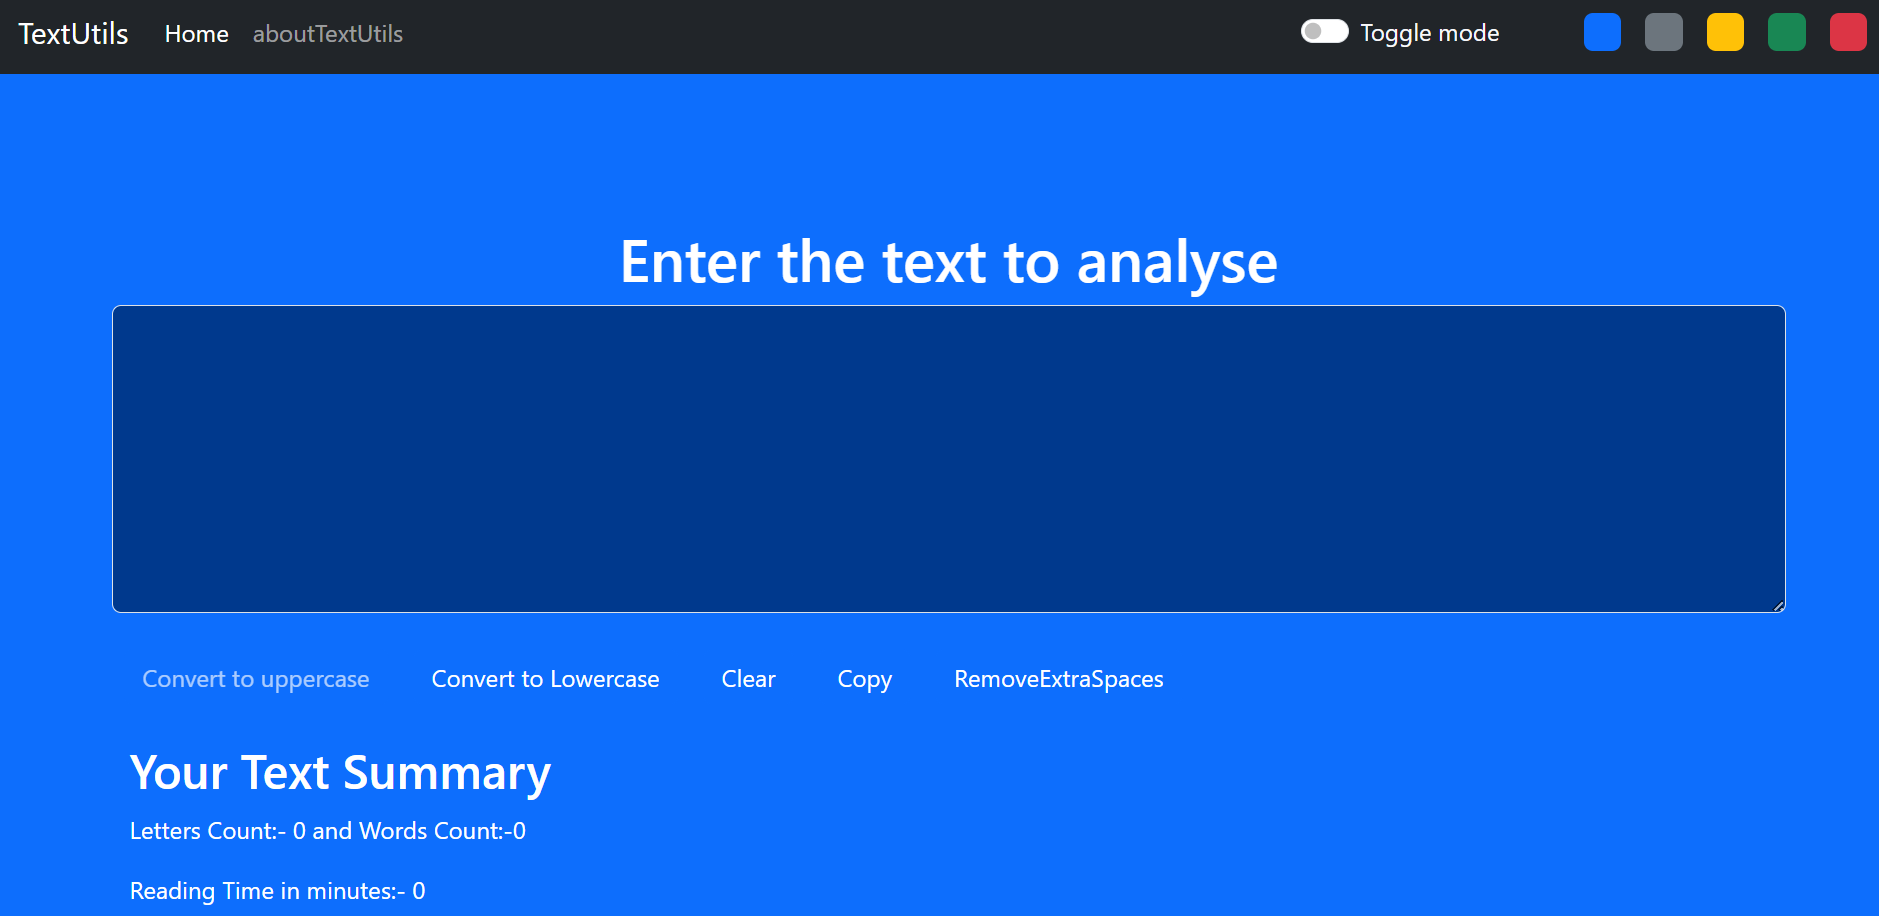 TextUtils Home aboutTextUtils Toggle mode
Enter the text to analyse
Convert to uppercase Convert to Lowercase Clear Copy RemoveExtraSpaces
Your Text Summary
Letters Count:- 0 and Words Count:-0
Reading Time in minutes:- 0